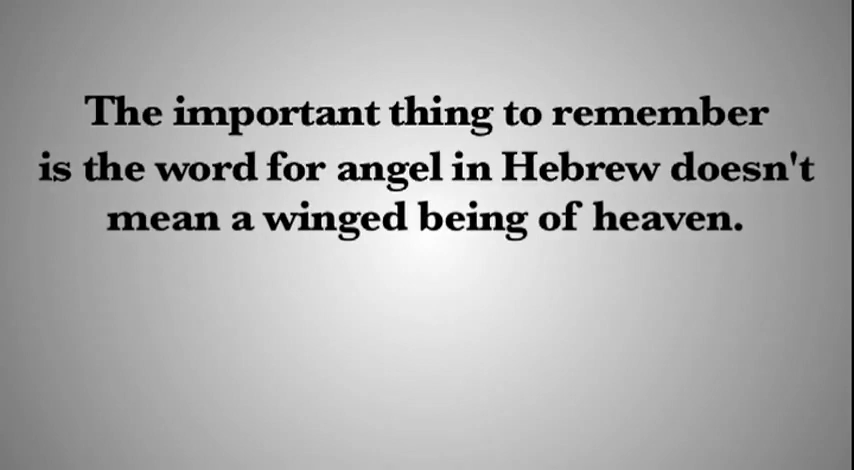 The important thing to remember
is the word for angel in Hebrew doesn't
mean a winged being of heaven.